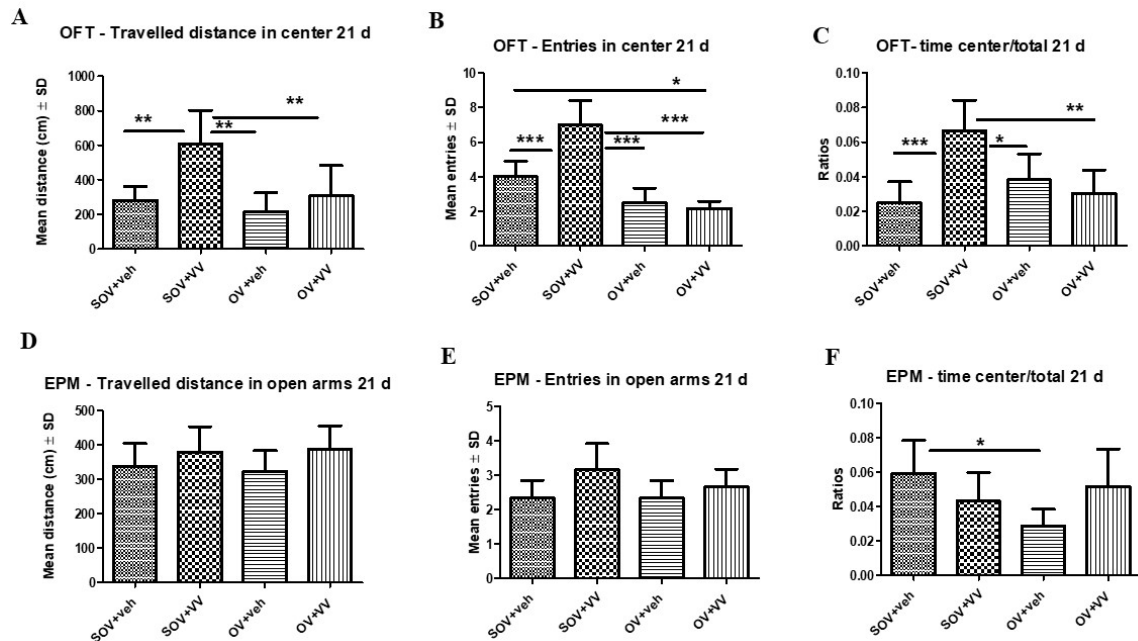 A
OFT - Travelled distance in center 21 d
Mean distance (cm) ± SD
1000
800
600
400
200
0
**
**
**
SOV+veh
SOV+VV
OV+veh
OV+VV
B
OFT - Entries in center 21 d
Mean entries ± SD
10
8
6
4
2
0
*
***
***
***
SOV+veh
SOV+VV
OV+veh
OV+VV
C
OFT- time center/total 21 d
Ratios
0.10
0.08
0.06
0.04
0.02
0.00
**
***
*
SOV+veh
SOV+VV
OV+veh
OV+VV
D
EPM - Travelled distance in open arms 21 d
Mean distance (cm) ± SD
500
400
300
200
100
0
SOV+veh
SOV+VV
OV+veh
OV+VV
E
EPM - Entries in open arms 21 d
Mean entries ± SD
5
4
3
2
1
0
SOV+veh
SOV+VV
OV+veh
OV+VV
F
EPM - time center/total 21 d
Ratios
0.10
0.08
0.06
0.04
0.02
0.00
*
SOV+veh
SOV+VV
OV+veh
OV+VV